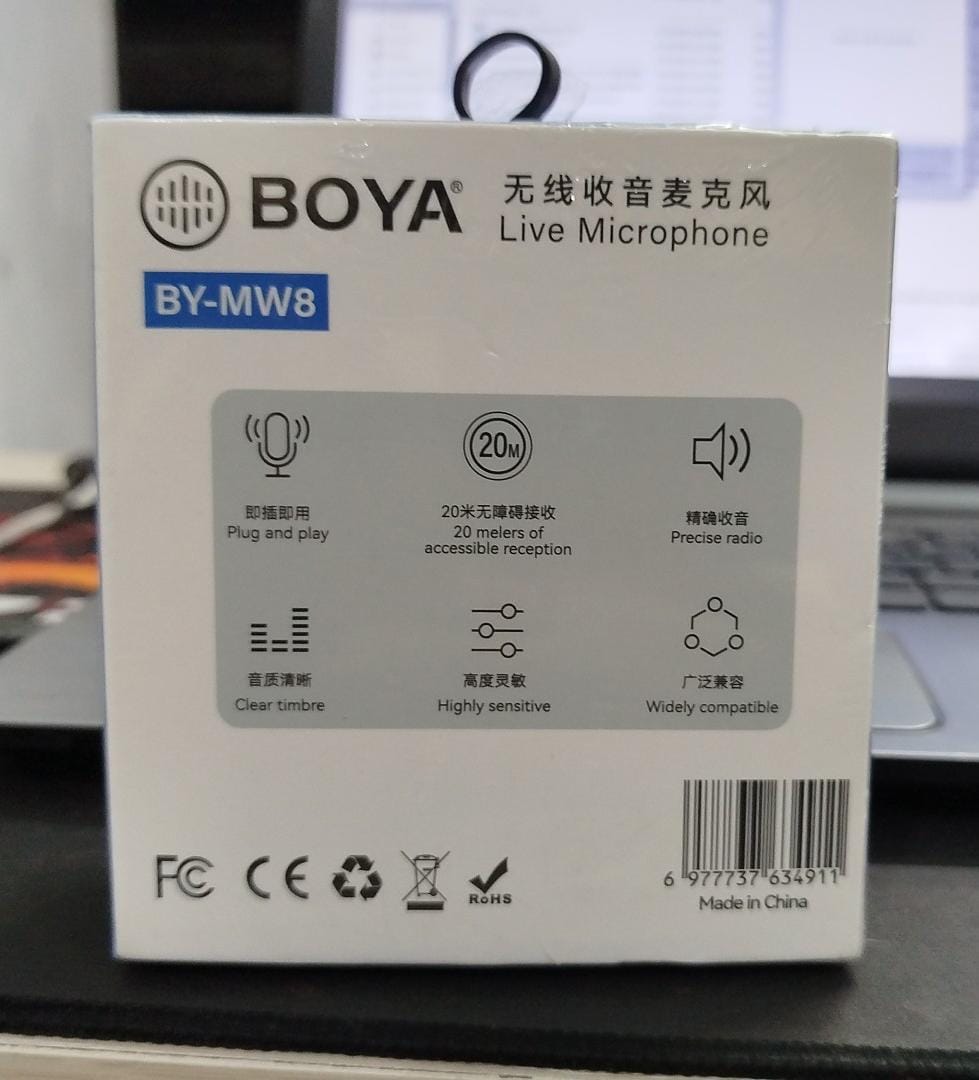 BOYA®
无线收音麦克风
Live Microphone
BY-MW8
即插即用
Plug and play
20M
20米无障碍接收
20 melers of
accessible reception
精确收音
Precise radio
音质清晰
Clear timbre
高度灵敏
Highly sensitive
广泛兼容
Widely compatible
FC CE RoHS
6 977737 634911
Made in China